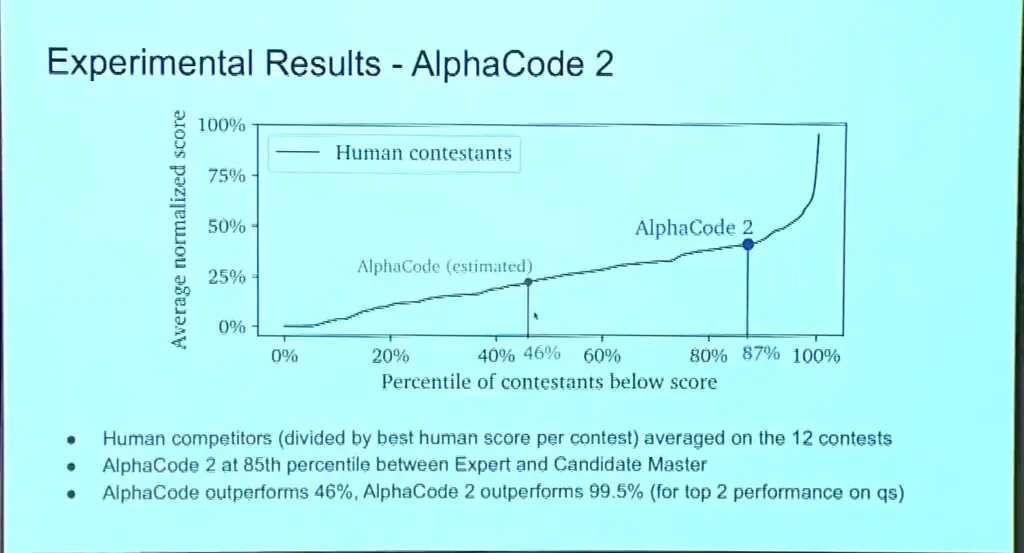 Experimental Results - AlphaCode 2
Average normalized score
100%
75%
50%
25%
0%
Human contestants
AlphaCode 2
AlphaCode (estimated)
0% 20% 40% 46% 60% 80% 87% 100%
Percentile of contestants below score
• Human competitors (divided by best human score per contest) averaged on the 12 contests
• AlphaCode 2 at 85th percentile between Expert and Candidate Master
• AlphaCode outperforms 46%, AlphaCode 2 outperforms 99.5% (for top 2 performance on qs)